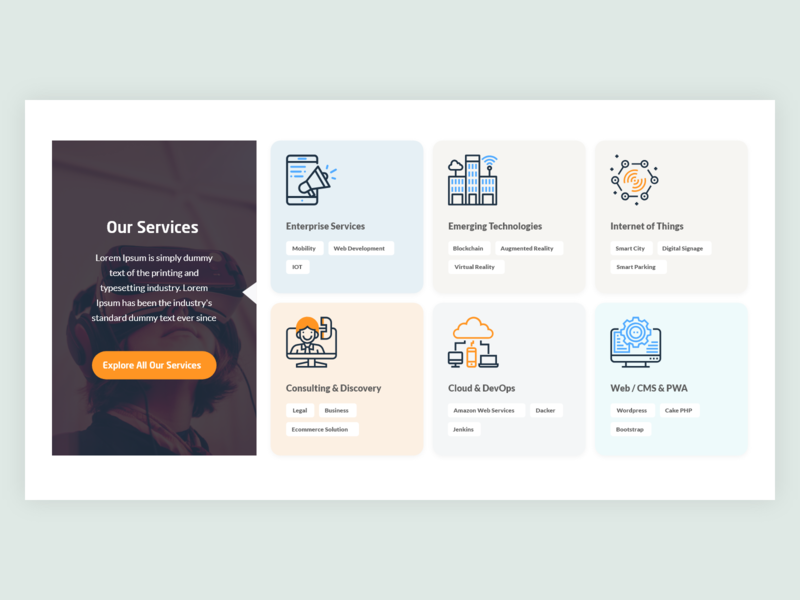 Our Services
Lorem Ipsum is simply dummy
text of the printing and
typesetting industry. Lorem
Ipsum has been the industry's
standard dummy text ever since
Explore All Our Services
Enterprise Services
Mobility Web Development
IOT
Emerging Technologies
Blockchain Augmented Reality
Virtual Reality
Internet of Things
Smart City Digital Signage
Smart Parking
Consulting & Discovery
Legal Business
Ecommerce Solution
Cloud & DevOps
Amazon Web Services Dacker
Jenkins
Web / CMS & PWA
Wordpress Cake PHP
Bootstrap